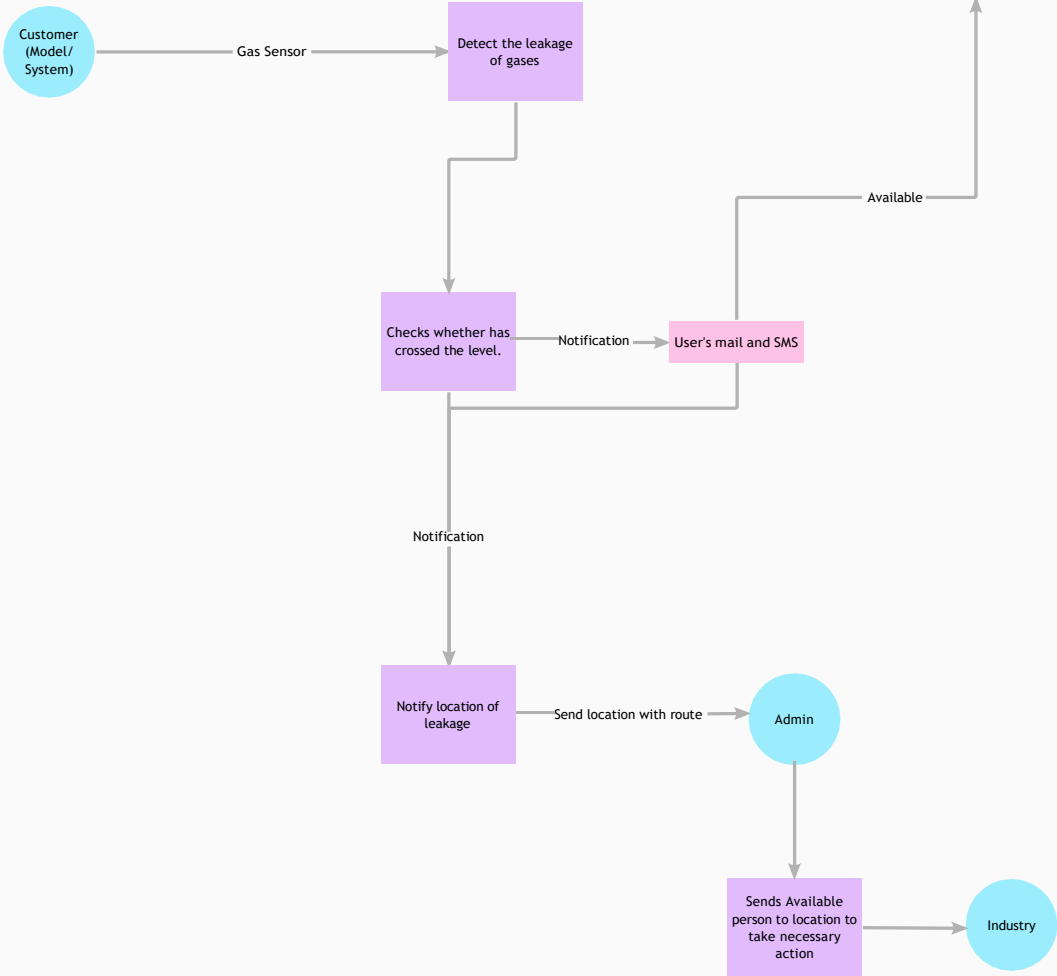 Customer
(Model/
System)
Gas Sensor
Detect the leakage
of gases
Available
Checks whether has
crossed the level.
Notification
User's mail and SMS
Notification
Notify location of
leakage
Send location with route
Admin
Sends Available
person to location to
take necessary
action
Industry